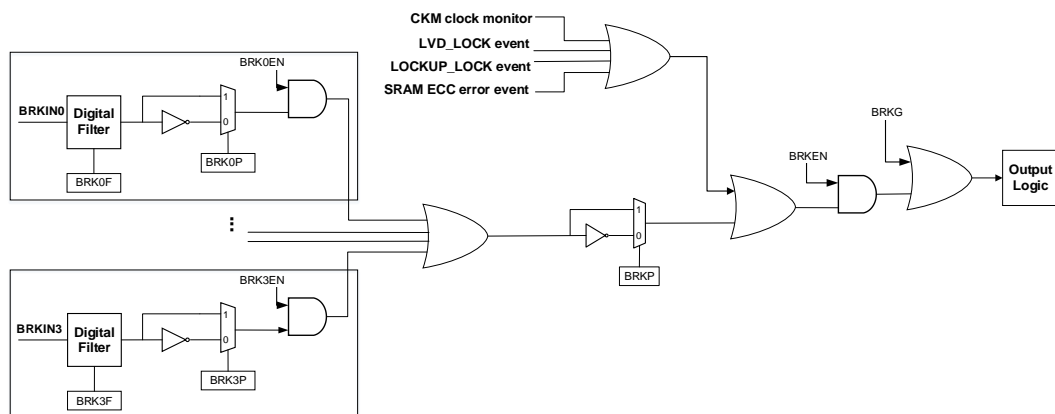 CKM clock monitor
LVD_LOCK event
LOCKUP_LOCK event
SRAM ECC error event
BRK0EN
BRKIN0
Digital
Filter
1
0
BRK0P
BRK0F
BRKG
BRKEN
Output
Logic
...
1
0
BRKP
BRK3EN
BRKIN3
Digital
Filter
1
0
BRK3P
BRK3F